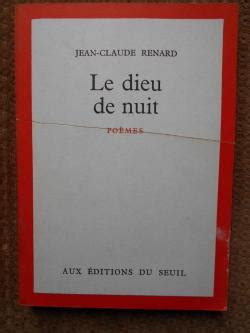 JEAN-CLAUDE RENARD
Le dieu
de nuit
POÈMES
AUX ÉDITIONS DU SEUIL